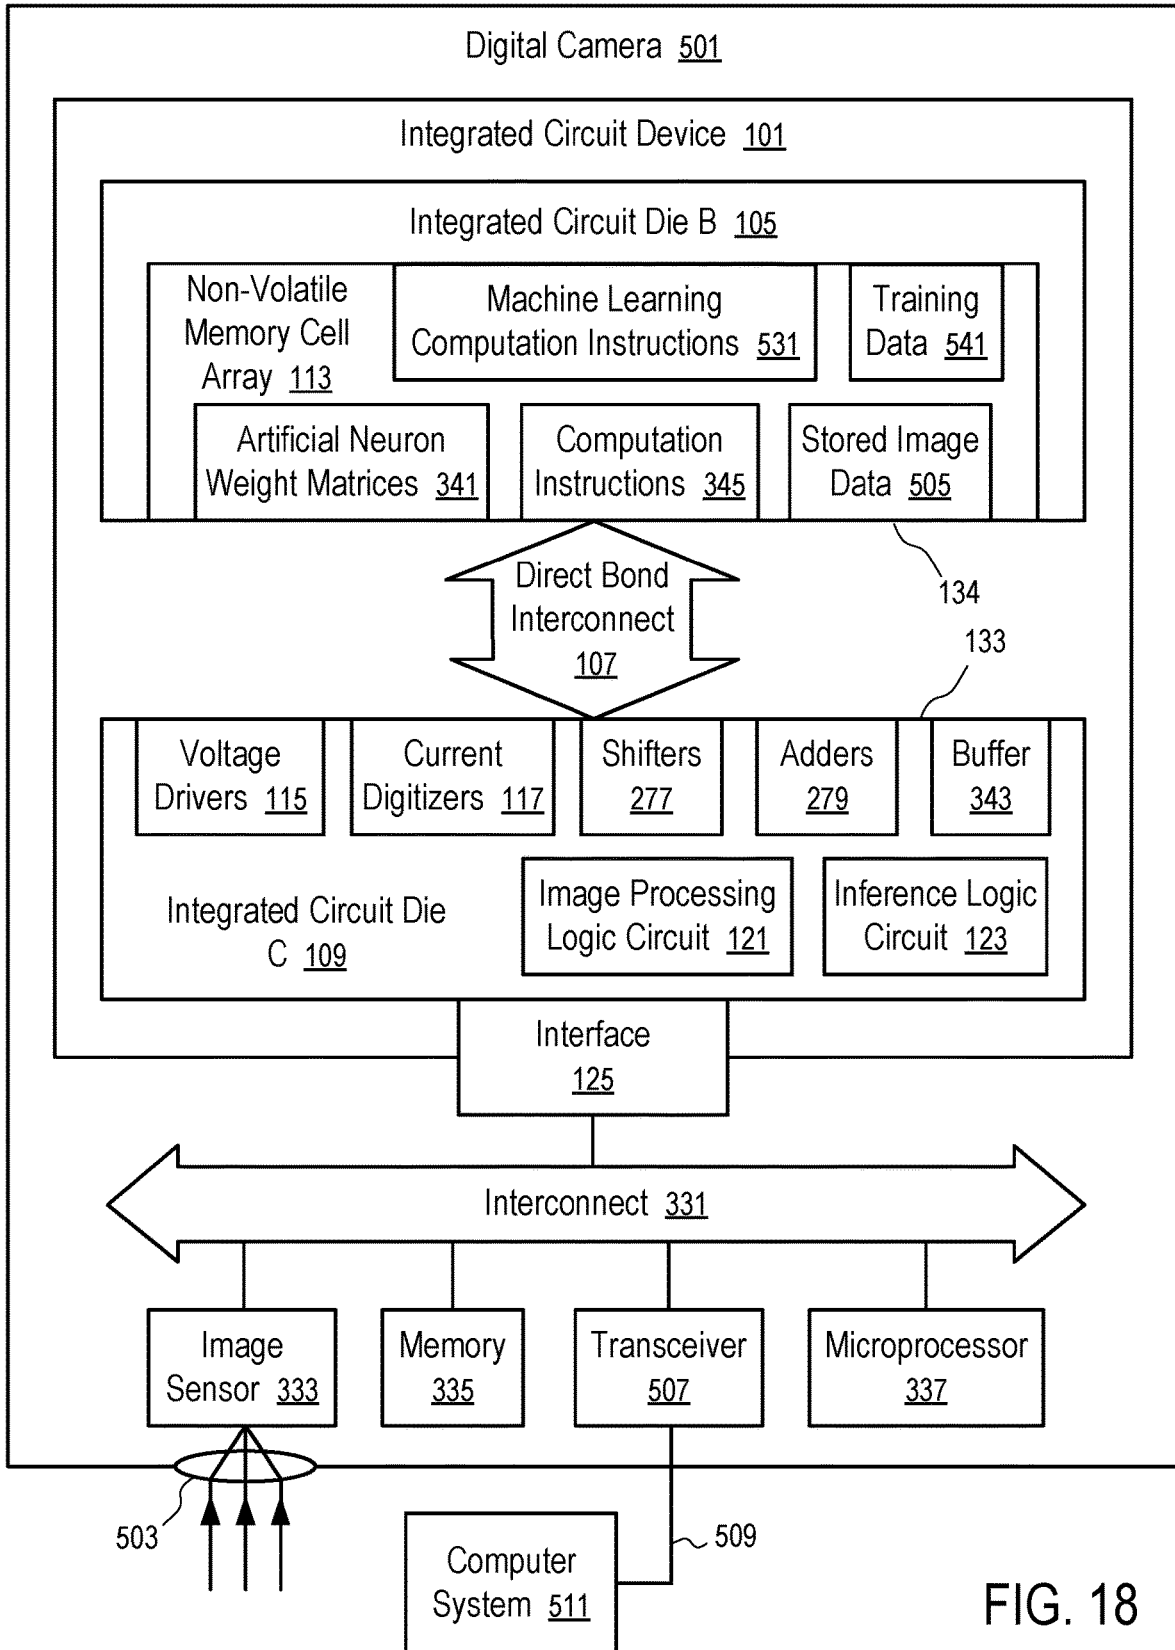 Digital Camera 501
Integrated Circuit Device 101
Integrated Circuit Die B 105
Non-Volatile
Memory Cell
Array 113
Machine Learning
Computation Instructions 531
Training
Data 541
Artificial Neuron
Weight Matrices 341
Computation
Instructions 345
Stored Image
Data 505
134
Direct Bond
Interconnect
107
133
Voltage
Drivers 115
Current
Digitizers 117
Shifters
277
Adders
279
Buffer
343
Integrated Circuit Die
C 109
Image Processing
Logic Circuit 121
Inference Logic
Circuit 123
Interface
125
Interconnect 331
Image
Sensor 333
Memory
335
Transceiver
507
Microprocessor
337
503
509
Computer
System 511
FIG. 18